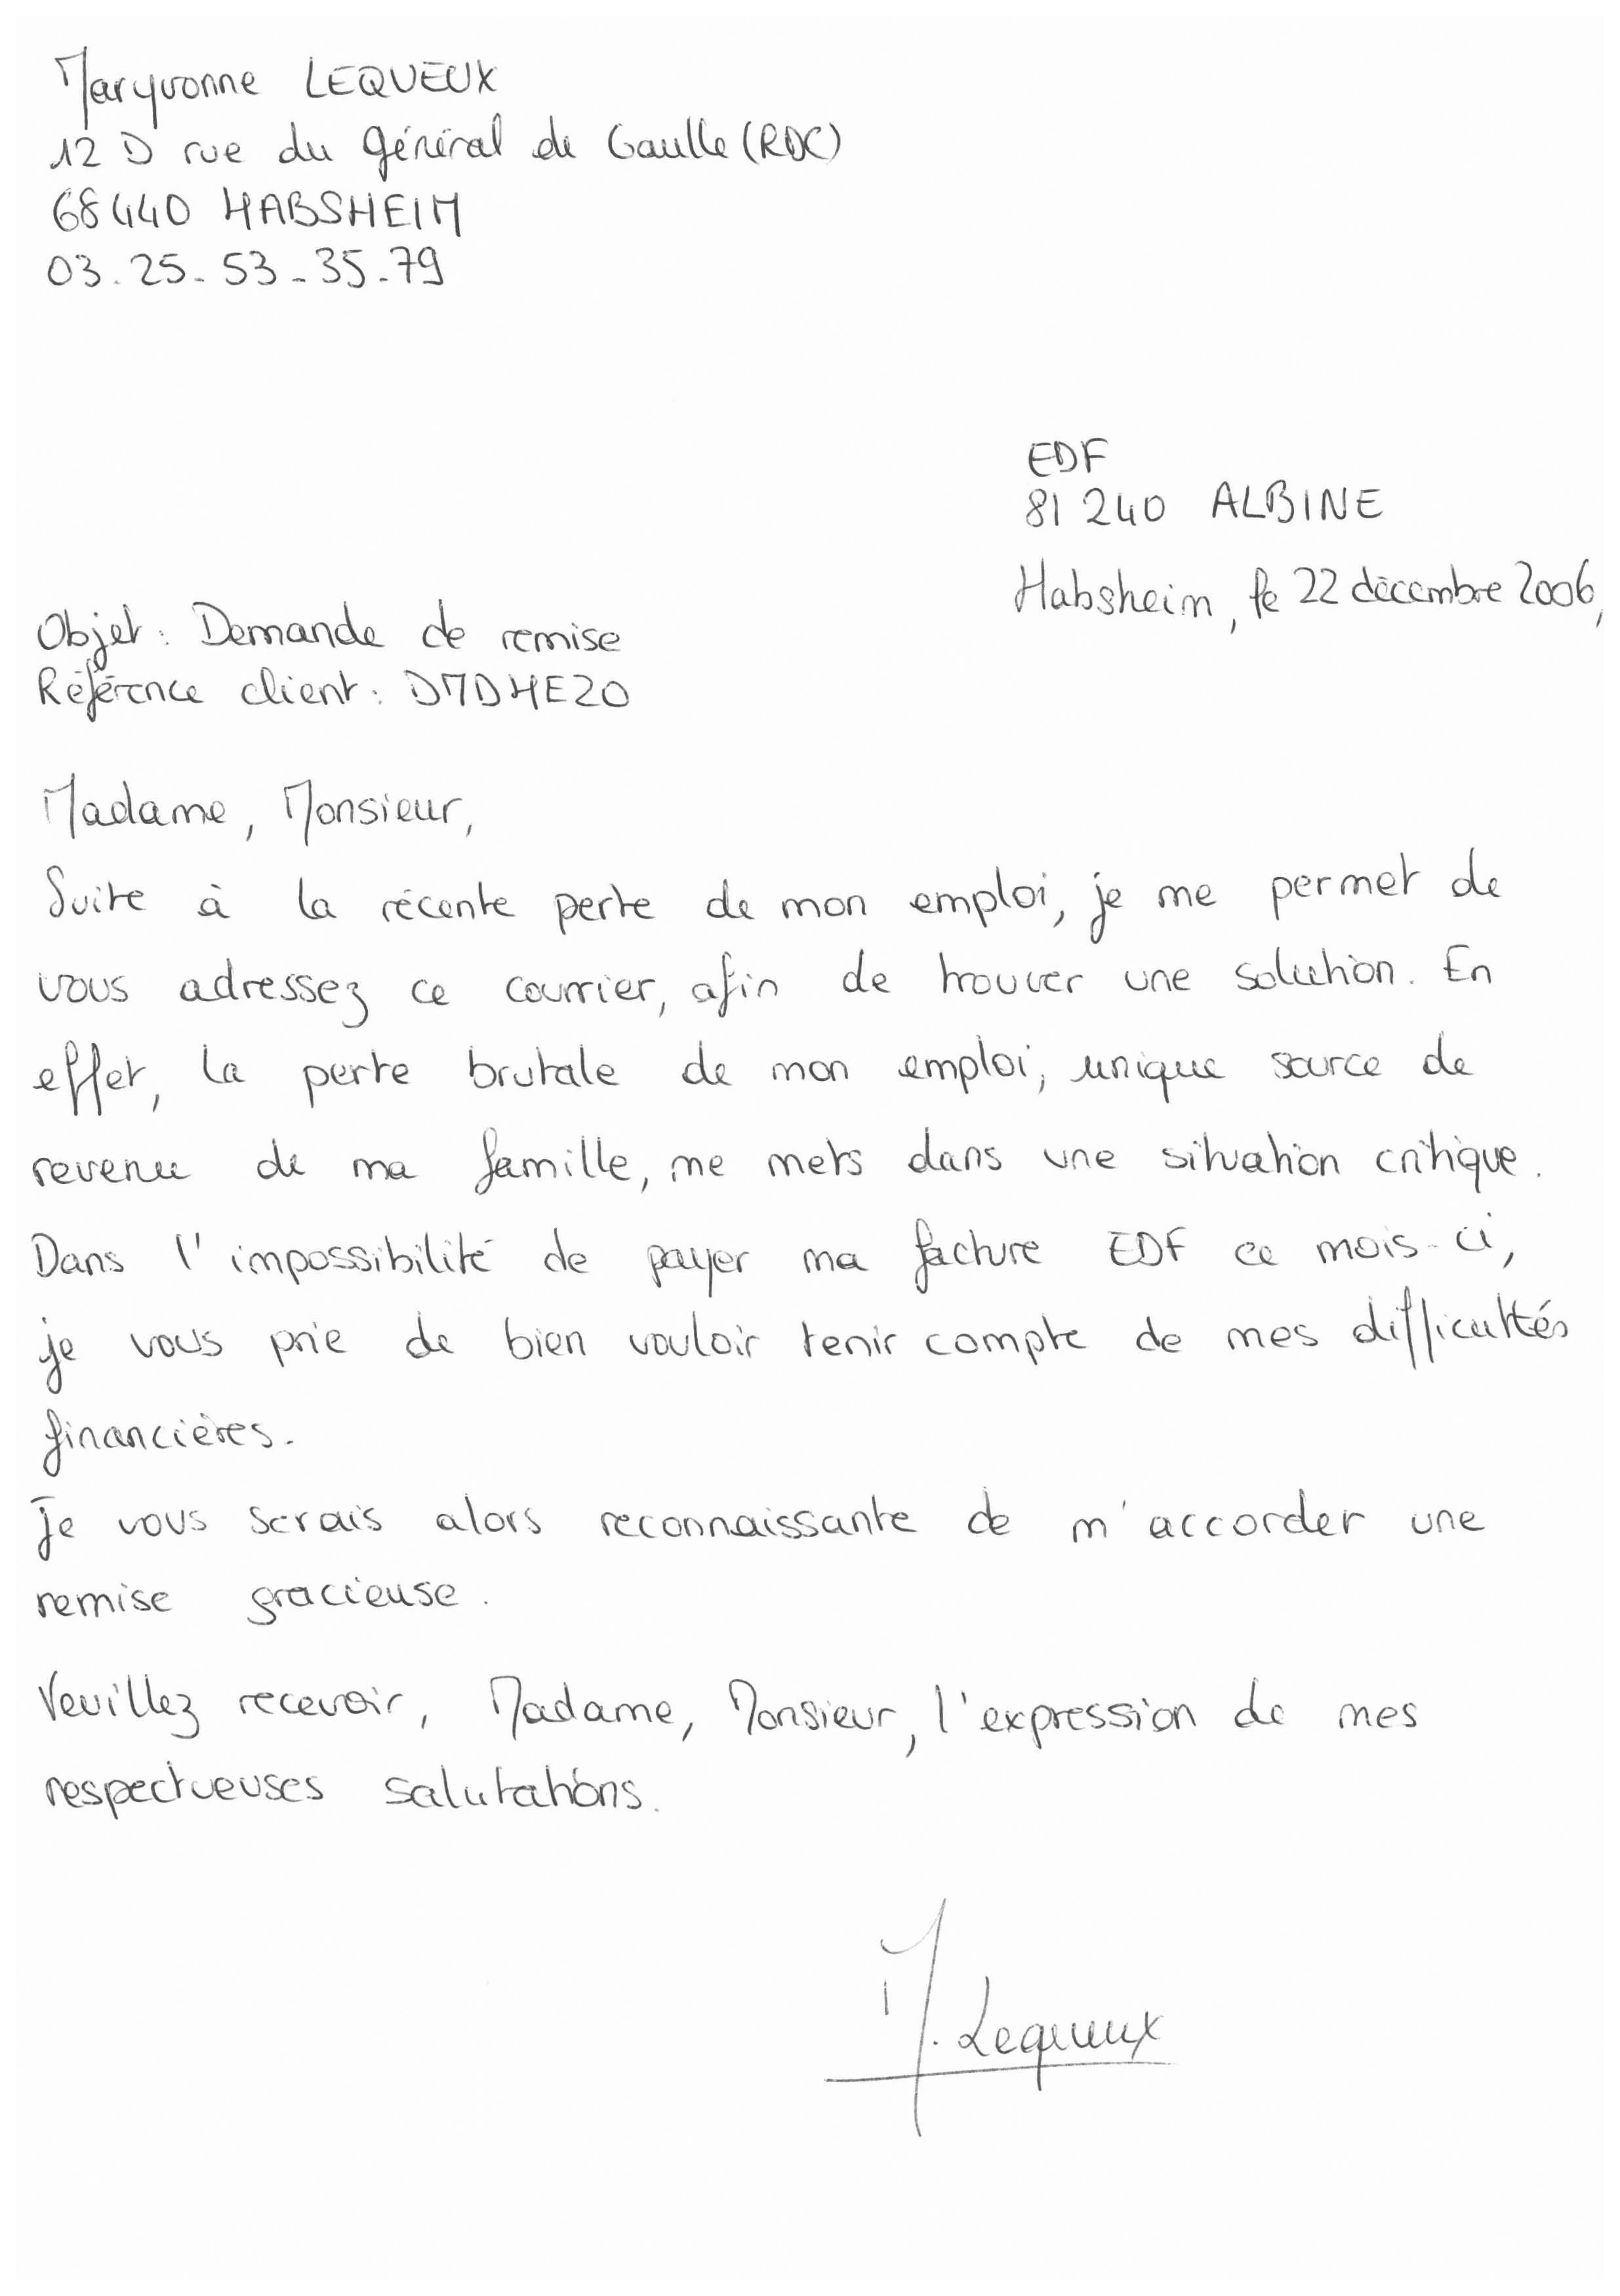 Maryvonne LEQUEUX
12 D rue du général de Gaulle (RDC)
68440 HABSHEIM
03.25-53-35-79
EDF
81 240 ALBINE
Habsheim, le 22 décembre 2006,
Objet : Demande de remise
Référence client : DMDHE20
Madame, Monsieur,
Suite à la récente perte de mon emploi, je me permet de
vous adressez ce courrier, afin de trouver une solution. En
effet, la perte brutale de mon emploi, unique source de
revenu de ma famille, me mets dans une situation critique.
Dans l'impossibilité de payer ma facture EDF ce mois-ci,
je vous prie de bien vouloir tenir compte de mes difficultés
financières.
Je vous serais alors reconnaissante de m'accorder une
remise gracieuse.
Veuillez recevoir, Madame, Monsieur, l'expression de mes
respectueuses salutations.
M. Lequeux